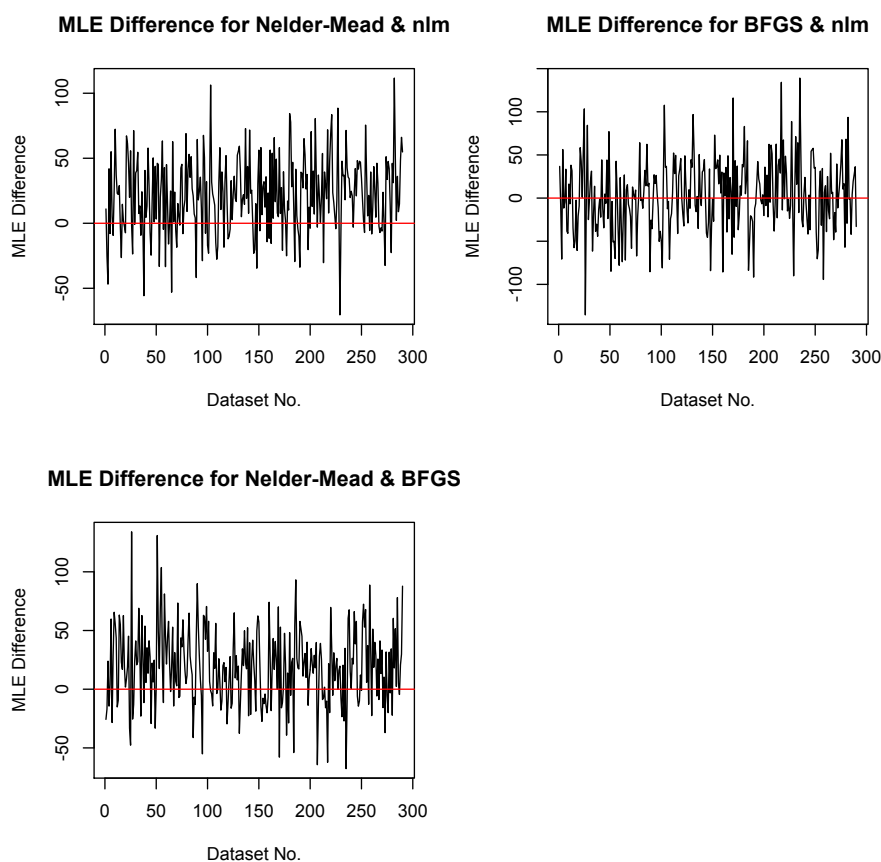 MLE Difference for Nelder-Mead & nlm
MLE Difference
100
50
0
-50
0 50 100 150 200 250 300
Dataset No.
MLE Difference for BFGS & nlm
MLE Difference
100
50
0
-100
0 50 100 150 200 250 300
Dataset No.
MLE Difference for Nelder-Mead & BFGS
MLE Difference
100
50
0
-50
0 50 100 150 200 250 300
Dataset No.